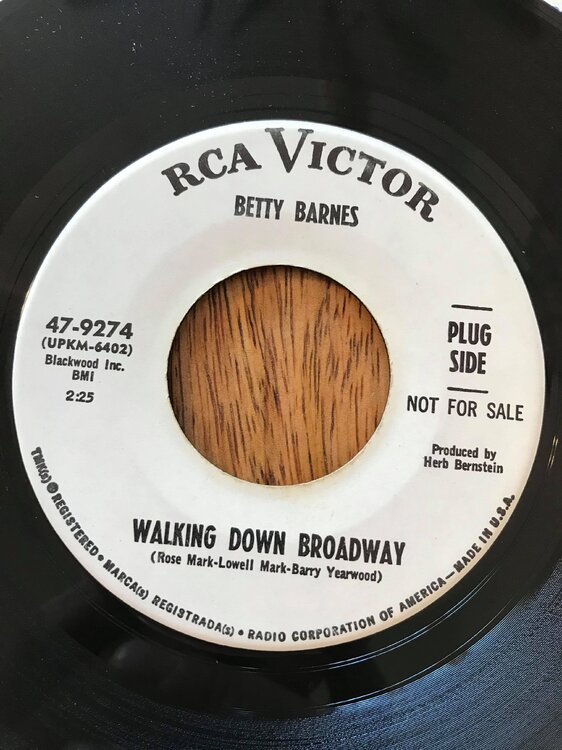 RCA VICTOR
BETTY BARNES
47-9274
(UPKM-6402)
Blackwood Inc.
BMI
2:25
PLUG
SIDE
NOT FOR SALE
Produced by
Herb Bernstein
WALKING DOWN BROADWAY
(Rose Mark-Lowell Mark-Barry Yearwood)
TMK(s) ® REGISTERED • MARCA(s) REGISTRADA(s) • RADIO CORPORATION OF AMERICA—MADE IN U.S.A.